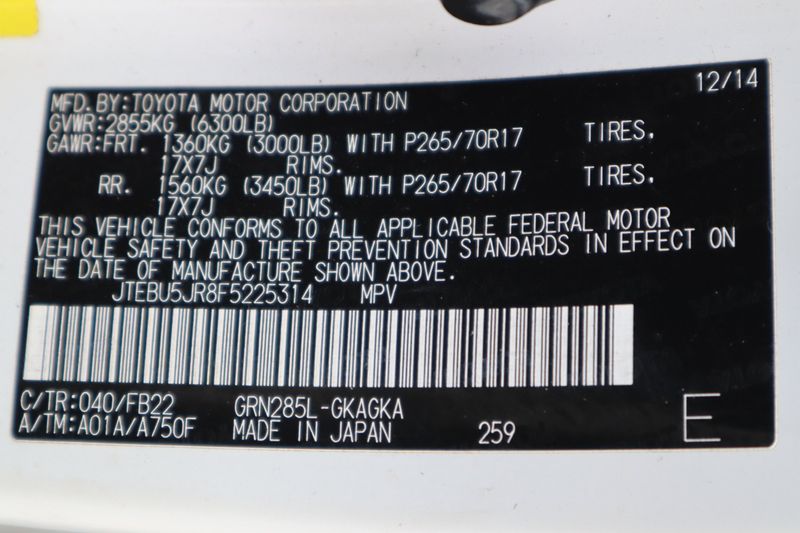 12/14
MFD. BY: TOYOTA MOTOR CORPORATION
GVWR: 2855KG (6300LB)
GAWR: FRT. 1360KG (3000LB) WITH P265/70R17 TIRES,
17X7J RIMS.
RR. 1560KG (3450LB) WITH P265/70R17 TIRES,
17X7J RIMS.
THIS VEHICLE CONFORMS TO ALL APPLICABLE FEDERAL MOTOR
VEHICLE SAFETY AND THEFT PREVENTION STANDARDS IN EFFECT ON
THE DATE OF MANUFACTURE SHOWN ABOVE.
JTEBU5JR8F5225314 MPV
C/TR: 040/FB22 GRN285L-GKAGKA
A/TM: A01A/A750F MADE IN JAPAN 259 E